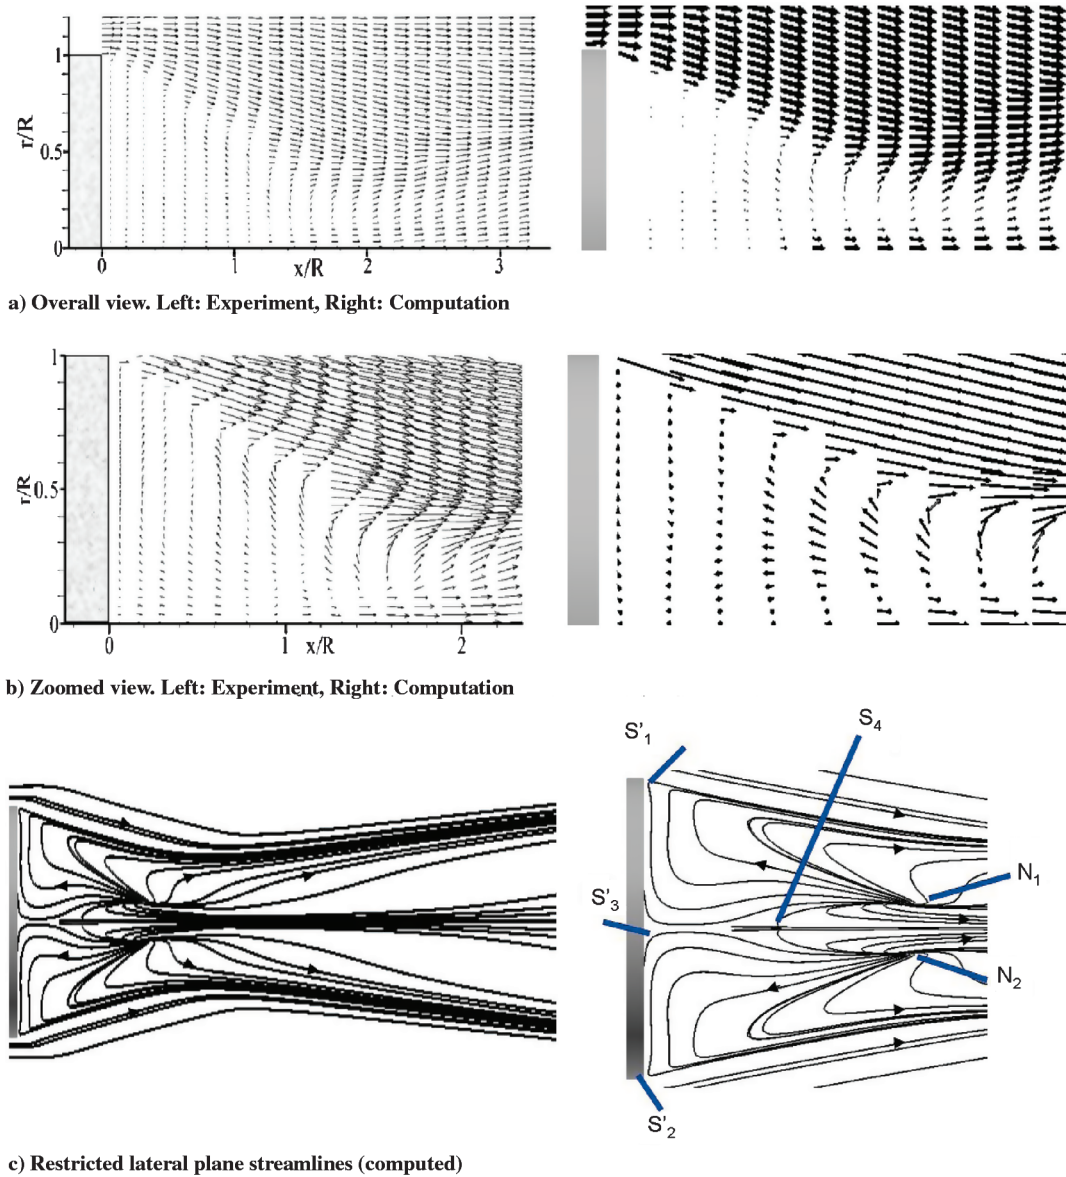 1
r/R
0.5
0
0
1
x/R
2
3
a) Overall view. Left: Experiment, Right: Computation
1
r/R
0.5
0
0
1
x/R
2
b) Zoomed view. Left: Experiment, Right: Computation
S'1
S4
S'3
N1
N2
S'2
c) Restricted lateral plane streamlines (computed)